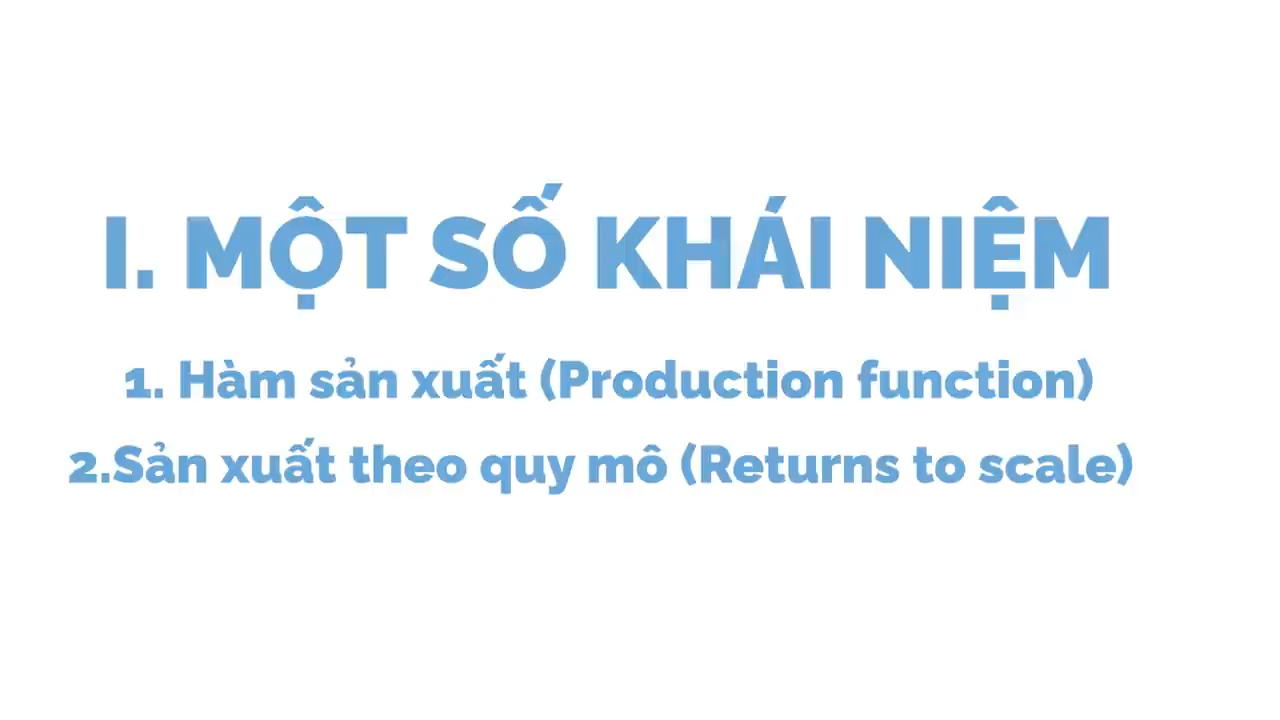 I. MỘT SỐ KHÁI NIỆM
1. Hàm sản xuất (Production function)
2.Sản xuất theo quy mô (Returns to scale)